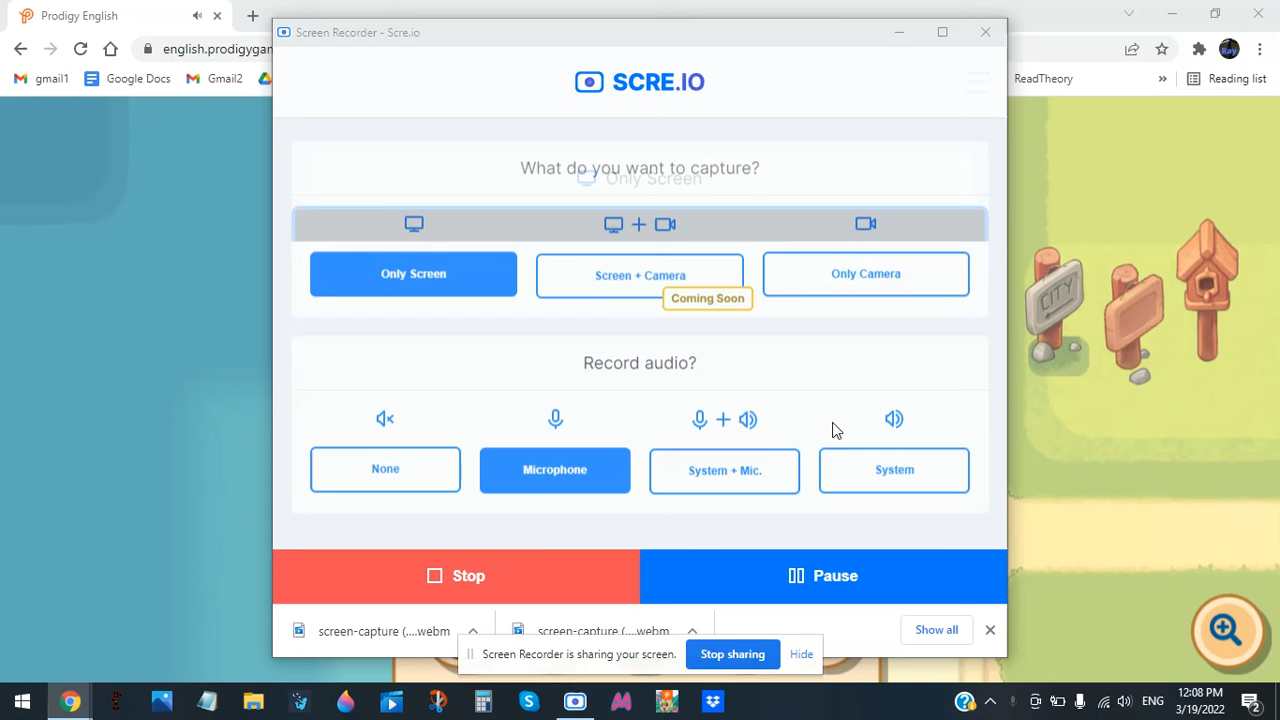 Prodigy English
Screen Recorder - Scre.io
english.prodigygan
gmail1
Google Docs
Gmail2
ReadTheory
»
Reading list
Ray
SCRE.IO
What do you want to capture?
Only Screen
Only Screen
Screen + Camera
Only Camera
Coming Soon
CITY
Record audio?
None
Microphone
System + Mic.
System
Stop
Pause
screen-capture (....webm
screen-capture (....webm
Show all
Screen Recorder is sharing your screen.
Stop sharing
Hide
ENG
12:08 PM
3/19/2022
2